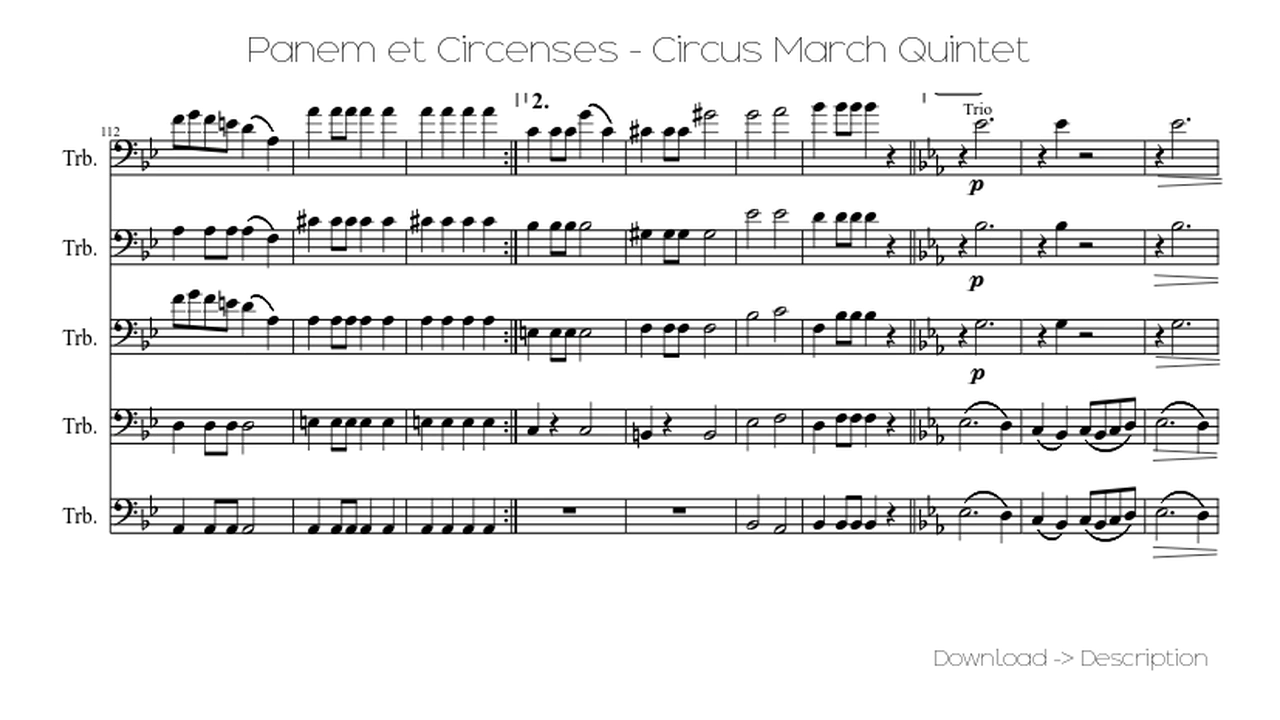 Panem et Circenses - Circus March Quintet
2.
Trio
112
Trb.
p
Trb.
p
Trb.
p
Trb.
Trb.
Download -> Description